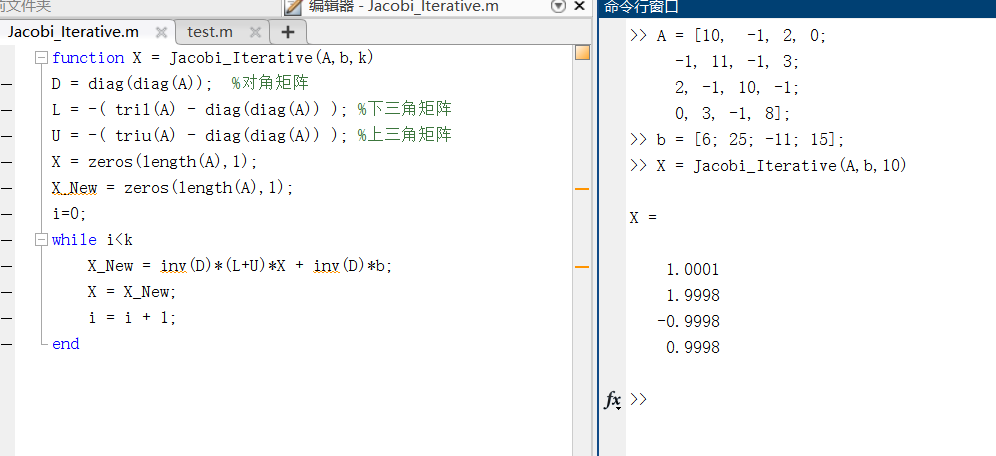 前文件夹
编辑器 - Jacobi_Iterative.m
Jacobi_Iterative.m
test.m
function X = Jacobi_Iterative(A,b,k)
D = diag(diag(A));  %对角矩阵
L = -( tril(A) - diag(diag(A)) ); %下三角矩阵
U = -( triu(A) - diag(diag(A)) ); %上三角矩阵
X = zeros(length(A),1);
X_New = zeros(length(A),1);
i=0;
while i<k
X_New = inv(D)*(L+U)*X + inv(D)*b;
X = X_New;
i = i + 1;
end
命令行窗口
>> A = [10,  -1, 2, 0;
-1, 11, -1, 3;
2, -1, 10, -1;
0, 3, -1, 8];
>> b = [6; 25; -11; 15];
>> X = Jacobi_Iterative(A,b,10)
X =
1.0001
1.9998
-0.9998
0.9998
fx >>